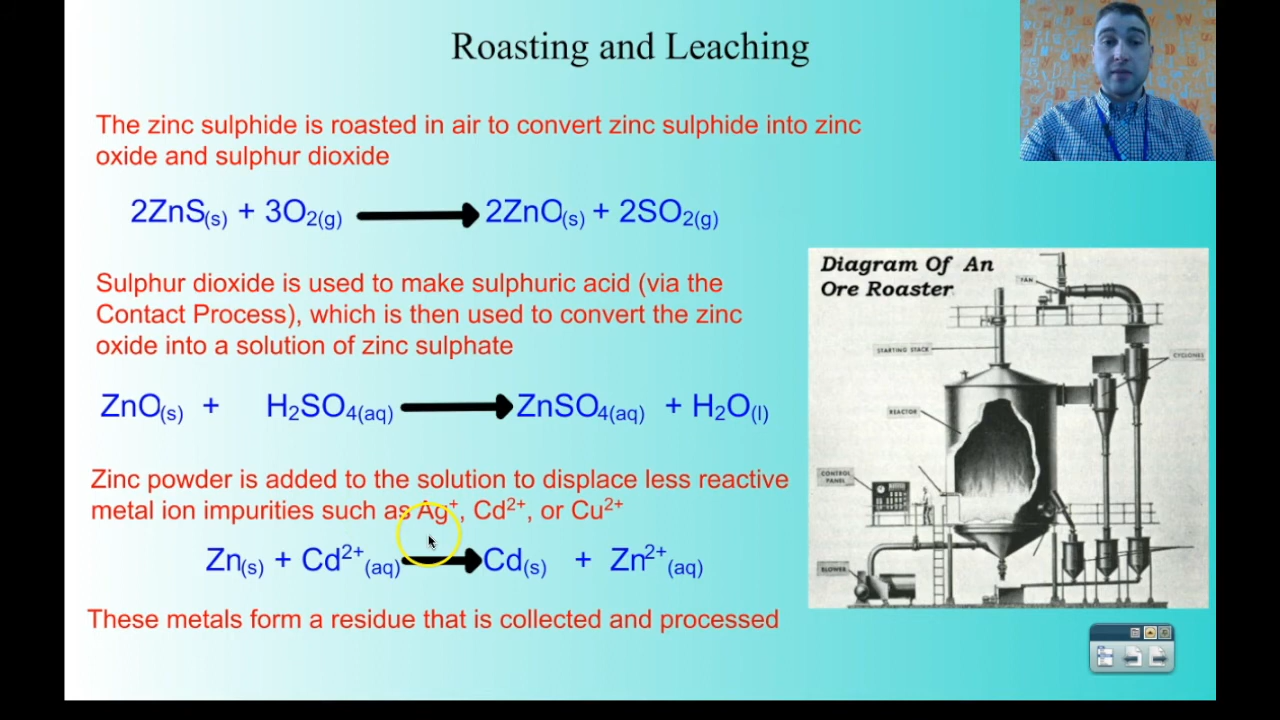 Roasting and Leaching
The zinc sulphide is roasted in air to convert zinc sulphide into zinc
oxide and sulphur dioxide
2ZnS(s) + 3O2(g) ⟶ 2ZnO(s) + 2SO2(g)
Sulphur dioxide is used to make sulphuric acid (via the
Contact Process), which is then used to convert the zinc
oxide into a solution of zinc sulphate
ZnO(s) + H2SO4(aq) ⟶ ZnSO4(aq) + H2O(l)
Zinc powder is added to the solution to displace less reactive
metal ion impurities such as Ag+, Cd2+, or Cu2+
Zn(s) + Cd2+(aq) ⟶ Cd(s) + Zn2+(aq)
These metals form a residue that is collected and processed
Diagram Of An
Ore Roaster
FAN
STARTING STACK
CYCLONES
REACTOR
CONTROL
PANEL
BLOWER